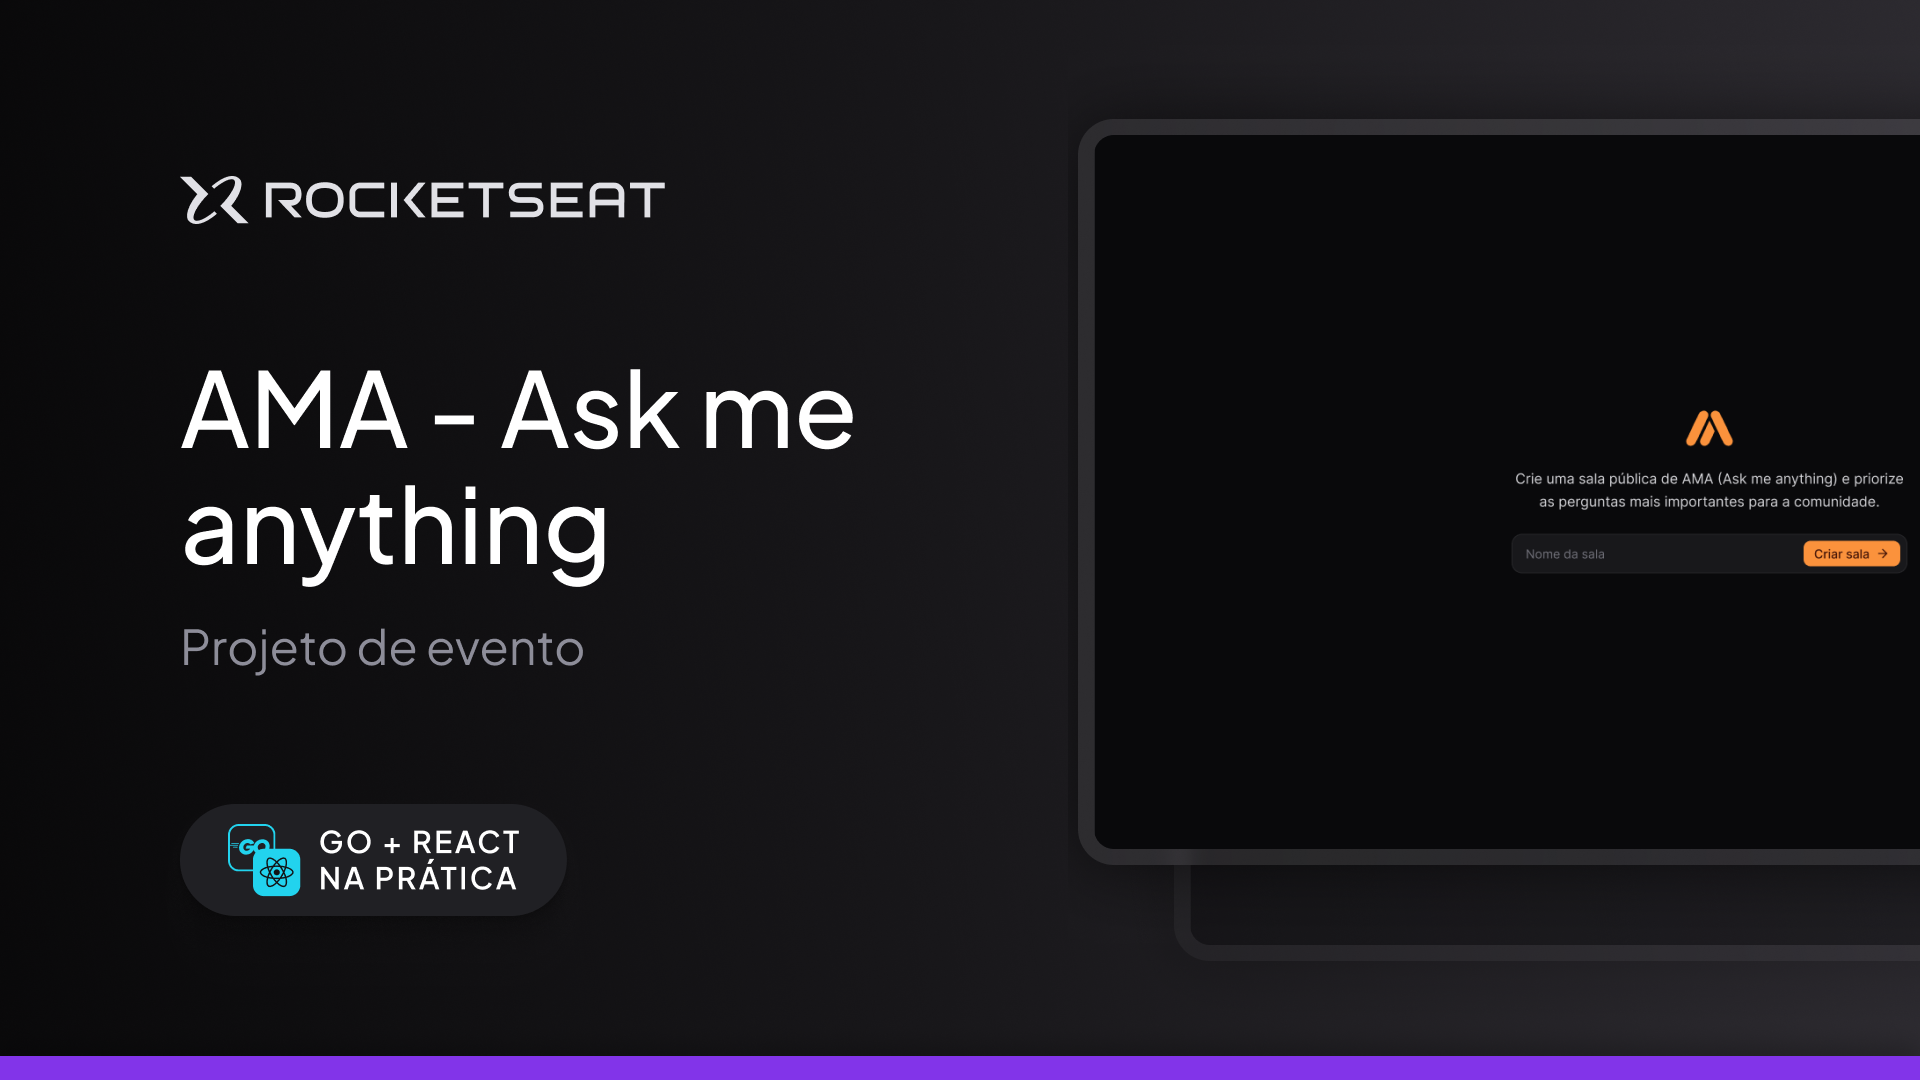 ROCKETSEAT
AMA - Ask me
anything
Projeto de evento
GO
GO + REACT
NA PRÁTICA
Crie uma sala pública de AMA (Ask me anything) e priorize
as perguntas mais importantes para a comunidade.
Nome da sala
Criar sala →